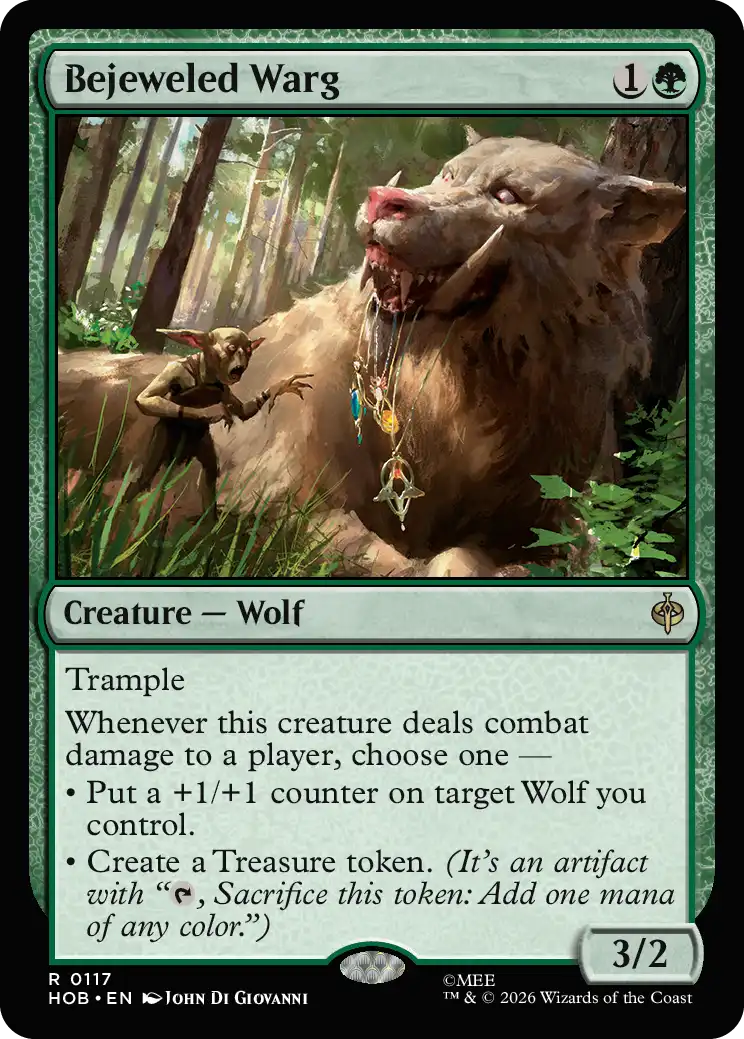 Bejeweled Warg 1
Creature — Wolf
Trample
Whenever this creature deals combat
damage to a player, choose one —
• Put a +1/+1 counter on target Wolf you
control.
• Create a Treasure token. (It's an artifact
with “, Sacrifice this token: Add one mana
of any color.”)
3/2
R 0117
HOB • EN John Di Giovanni
©MEE
™ & © 2026 Wizards of the Coast